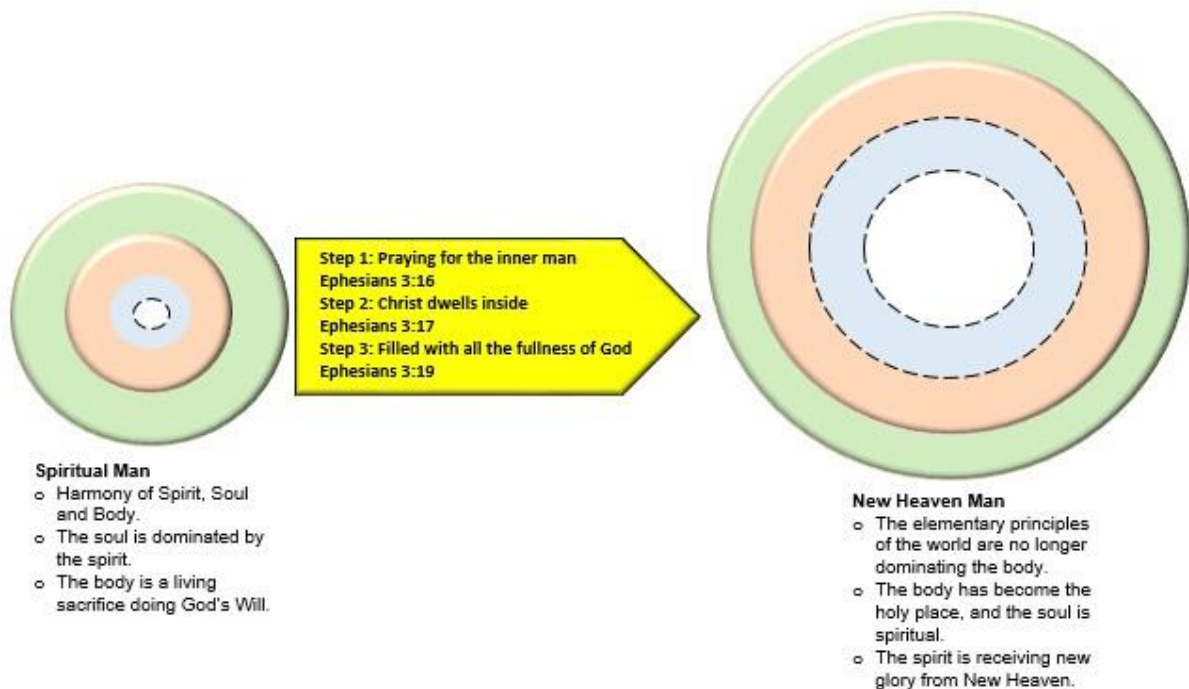 Step 1: Praying for the inner man
Ephesians 3:16
Step 2: Christ dwells inside
Ephesians 3:17
Step 3: Filled with all the fullness of God
Ephesians 3:19
Spiritual Man
o Harmony of Spirit, Soul
and Body.
o The soul is dominated by
the spirit.
o The body is a living
sacrifice doing God's Will.
New Heaven Man
o The elementary principles
of the world are no longer
dominating the body.
o The body has become the
holy place, and the soul is
spiritual.
o The spirit is receiving new
glory from New Heaven.